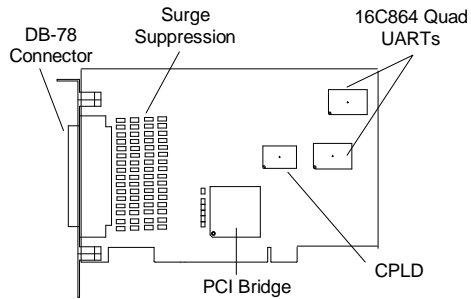 DB-78
Connector
Surge
Suppression
16C864 Quad
UARTs
PCI Bridge
CPLD